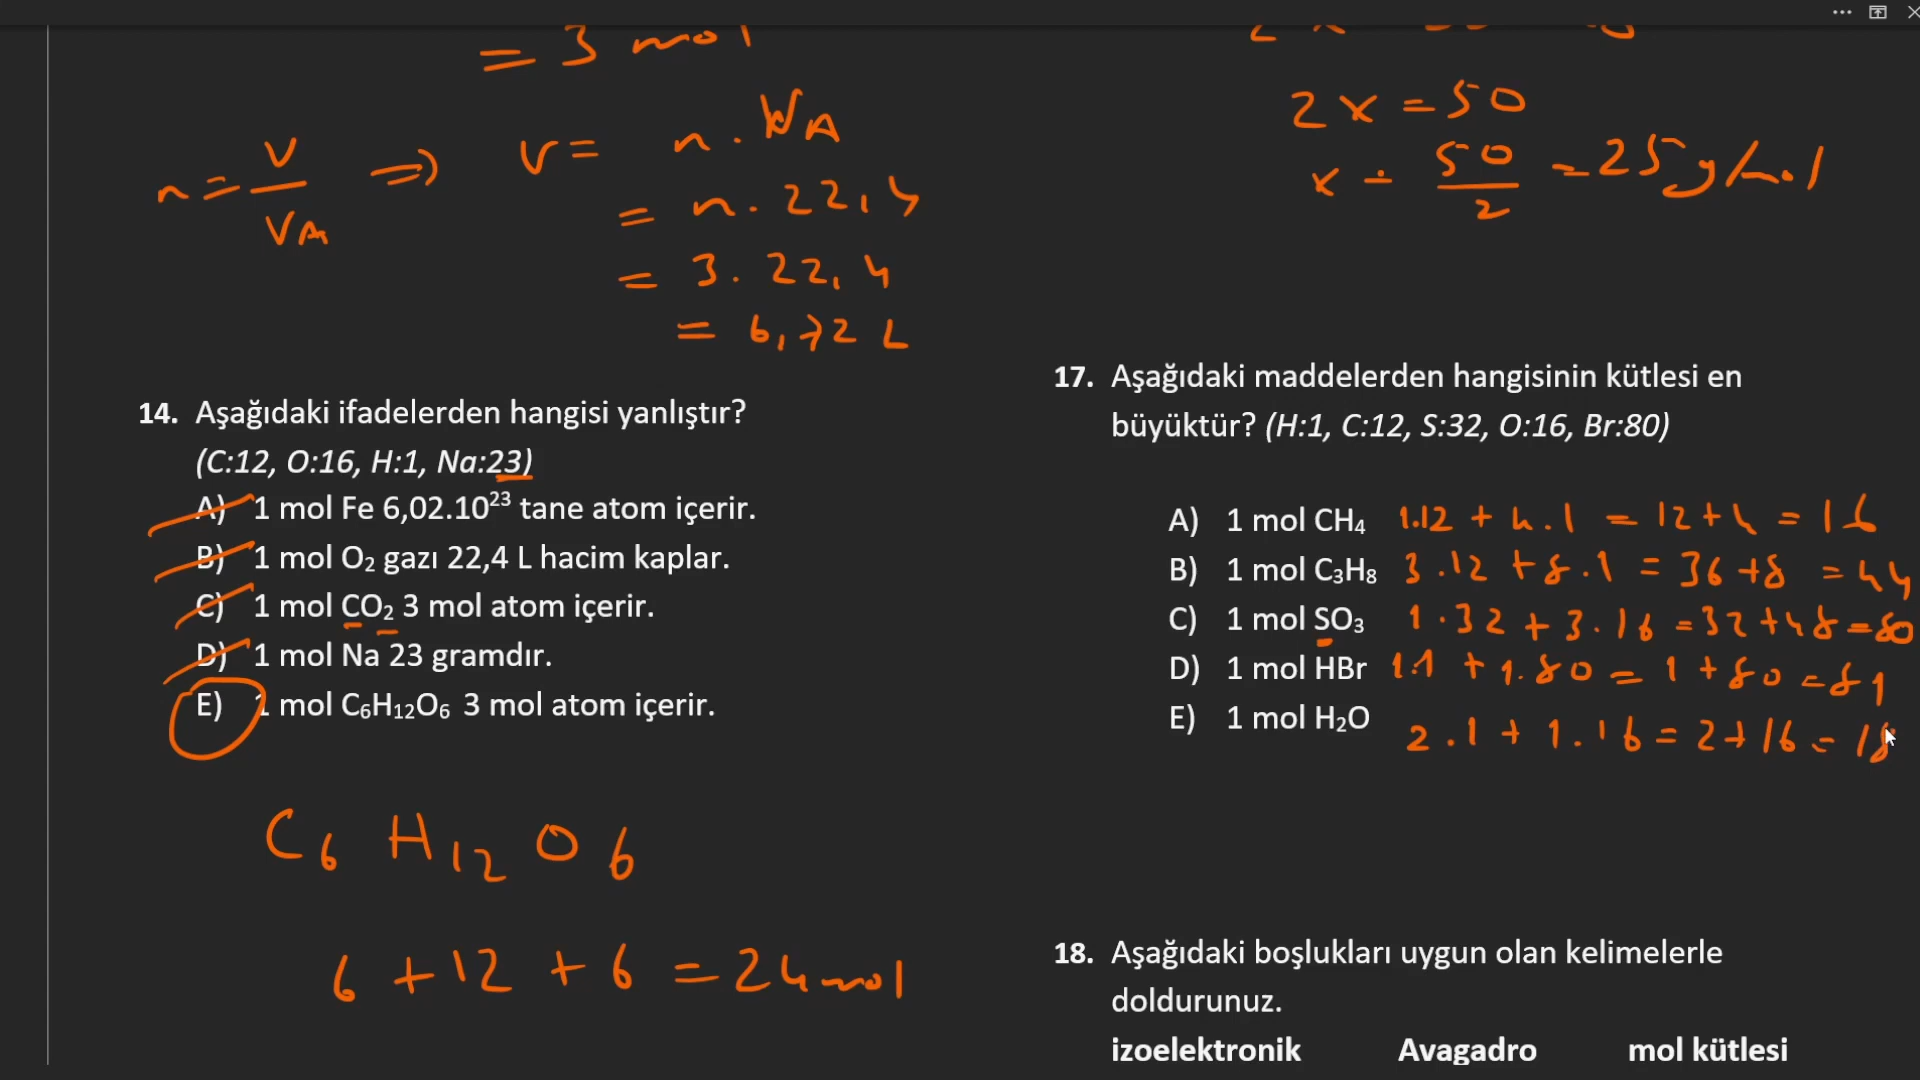 = 3 mol
n = V / VA ⇒ V = n . VA
= n . 22,4
= 3 . 22,4
= 6,72 L
14. Aşağıdaki ifadelerden hangisi yanlıştır?
(C:12, O:16, H:1, Na:23)
A) 1 mol Fe 6,02.10²³ tane atom içerir.
B) 1 mol O₂ gazı 22,4 L hacim kaplar.
C) 1 mol CO₂ 3 mol atom içerir.
D) 1 mol Na 23 gramdır.
E) 1 mol C₆H₁₂O₆ 3 mol atom içerir.
C₆ H₁₂ O₆
6 + 12 + 6 = 24 mol
2x = 50
x = 50 / 2 = 25 g/mol
17. Aşağıdaki maddelerden hangisinin kütlesi en
büyüktür? (H:1, C:12, S:32, O:16, Br:80)
A) 1 mol CH₄ 1.12 + 4.1 = 12+4 = 16
B) 1 mol C₃H₈ 3.12 + 8.1 = 36+8 = 44
C) 1 mol SO₃ 1.32 + 3.16 = 32+48 = 80
D) 1 mol HBr 1.1 + 1.80 = 1+80 = 81
E) 1 mol H₂O 2.1 + 1.16 = 2+16 = 18
18. Aşağıdaki boşlukları uygun olan kelimelerle
doldurunuz.
izoelektronik Avagadro mol kütlesi